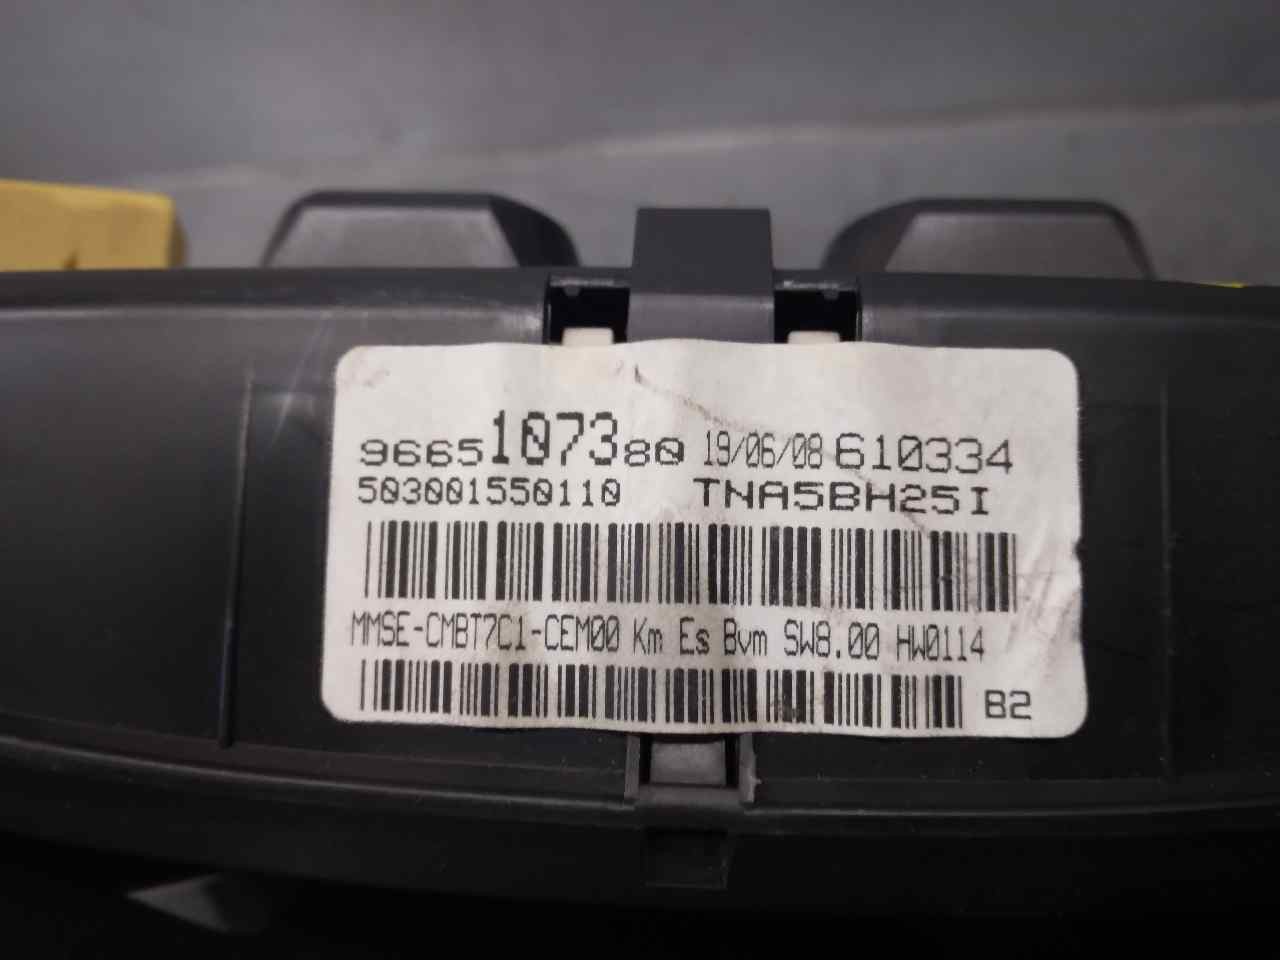 9665107380 19/06/08 610334
503001550110 TNA5BH25I
MMSE-CMBT7C1-CEM00 Km Es Bvm SW8.00 HW0114
B2